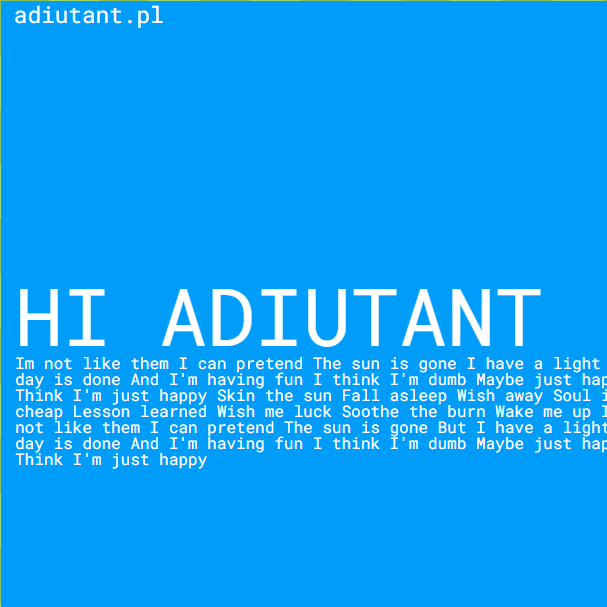 adiutant.pl
HI ADIUTANT
Im not like them I can pretend The sun is gone I have a light
day is done And I'm having fun I think I'm dumb Maybe just
Think I'm just happy Skin the sun Fall asleep Wish away Soul
cheap Lesson learned Wish me luck Soothe the burn Wake me up
not like them I can pretend The sun is gone But I have a light
day is done And I'm having fun I think I'm dumb Maybe just
Think I'm just happy